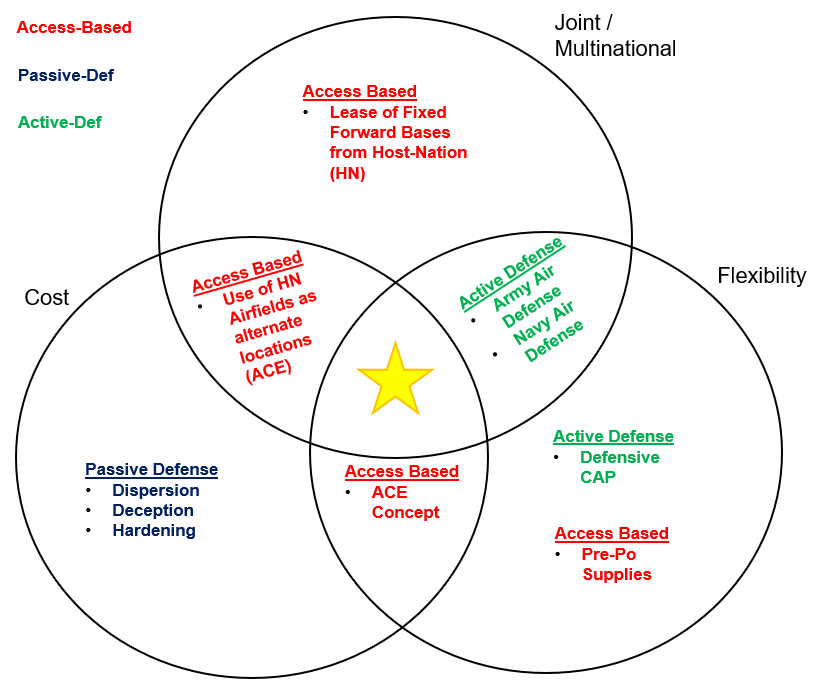 Access-Based
Passive-Def
Active-Def
Joint /
Multinational
Access Based
• Lease of Fixed
Forward Bases
from Host-Nation
(HN)
Cost
Access Based
• Use of HN
Airfields as
alternate
locations
(ACE)
Active Defense
• Army Air
Defense
• Navy Air
Defense
Flexibility
Passive Defense
• Dispersion
• Deception
• Hardening
Access Based
• ACE
Concept
Active Defense
• Defensive
CAP
Access Based
• Pre-Po
Supplies